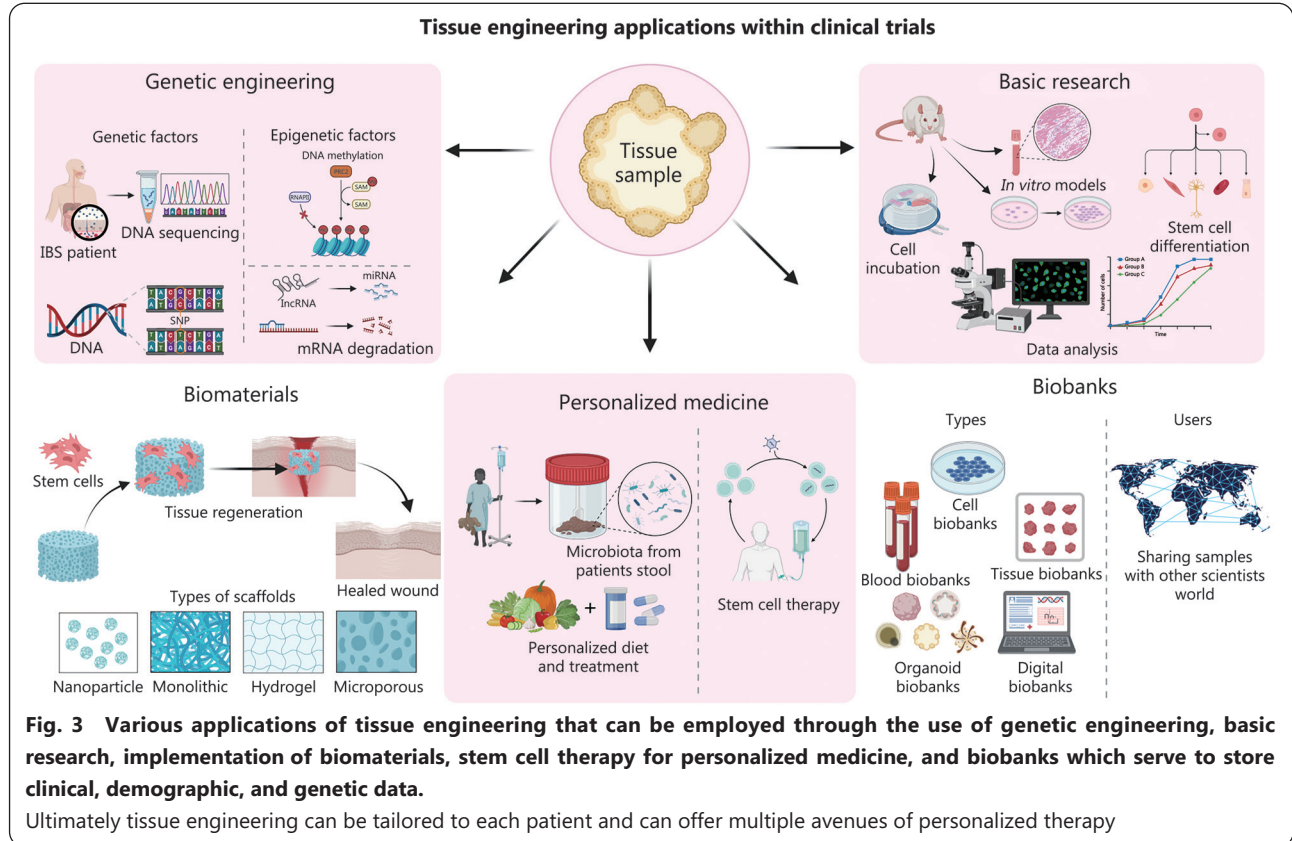 Tissue engineering applications within clinical trials
Genetic engineering
Genetic factors
IBS patient
DNA sequencing
DNA
TACGCTGA
ATGCGACT
SNP
TACTCTGA
ATGAGACT
Epigenetic factors
DNA methylation
PRC2
RNAPII
SAM
SAM
lncRNA
miRNA
mRNA degradation
Tissue
sample
Basic research
In vitro models
Cell
incubation
Stem cell
differentiation
Group A
Group B
Group C
Number of cells
Time
Data analysis
Biomaterials
Stem cells
Tissue regeneration
Healed wound
Types of scaffolds
Nanoparticle
Monolithic
Hydrogel
Microporous
Personalized medicine
Microbiota from
patients stool
+
Personalized diet
and treatment
Stem cell therapy
Biobanks
Types
Cell
biobanks
Blood biobanks
Tissue biobanks
Organoid
biobanks
Digital
biobanks
Users
Sharing samples
with other scientists
world
Fig. 3 Various applications of tissue engineering that can be employed through the use of genetic engineering, basic
research, implementation of biomaterials, stem cell therapy for personalized medicine, and biobanks which serve to store
clinical, demographic, and genetic data.
Ultimately tissue engineering can be tailored to each patient and can offer multiple avenues of personalized therapy